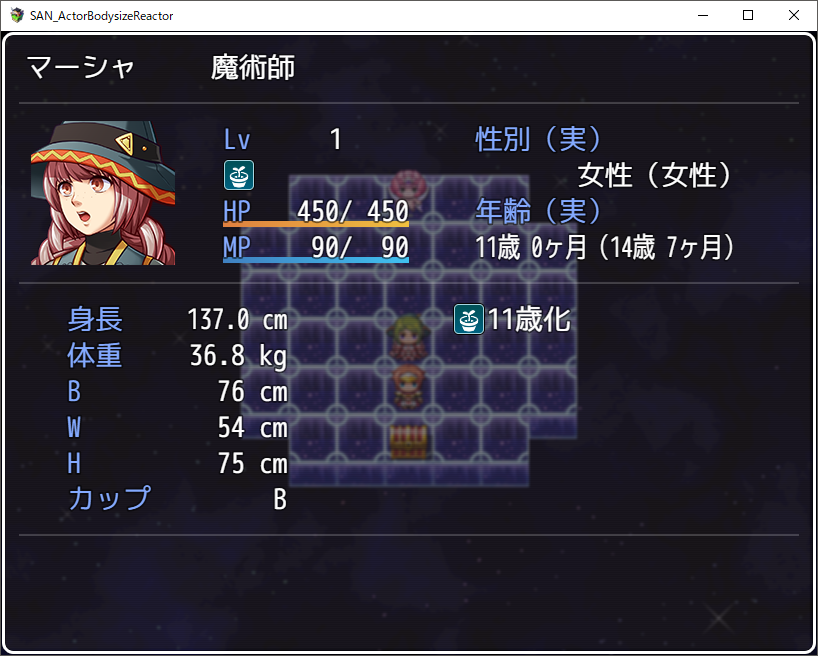 SAN_ActorBodysizeReactor
マーシャ 魔術師
Lv 1 性別（実）
女性（女性）
HP 450/ 450 年齢（実）
MP 90/ 90 11歳 0ヶ月（14歳 7ヶ月）
身長 137.0 cm 11歳化
体重 36.8 kg
B 76 cm
W 54 cm
H 75 cm
カップ B